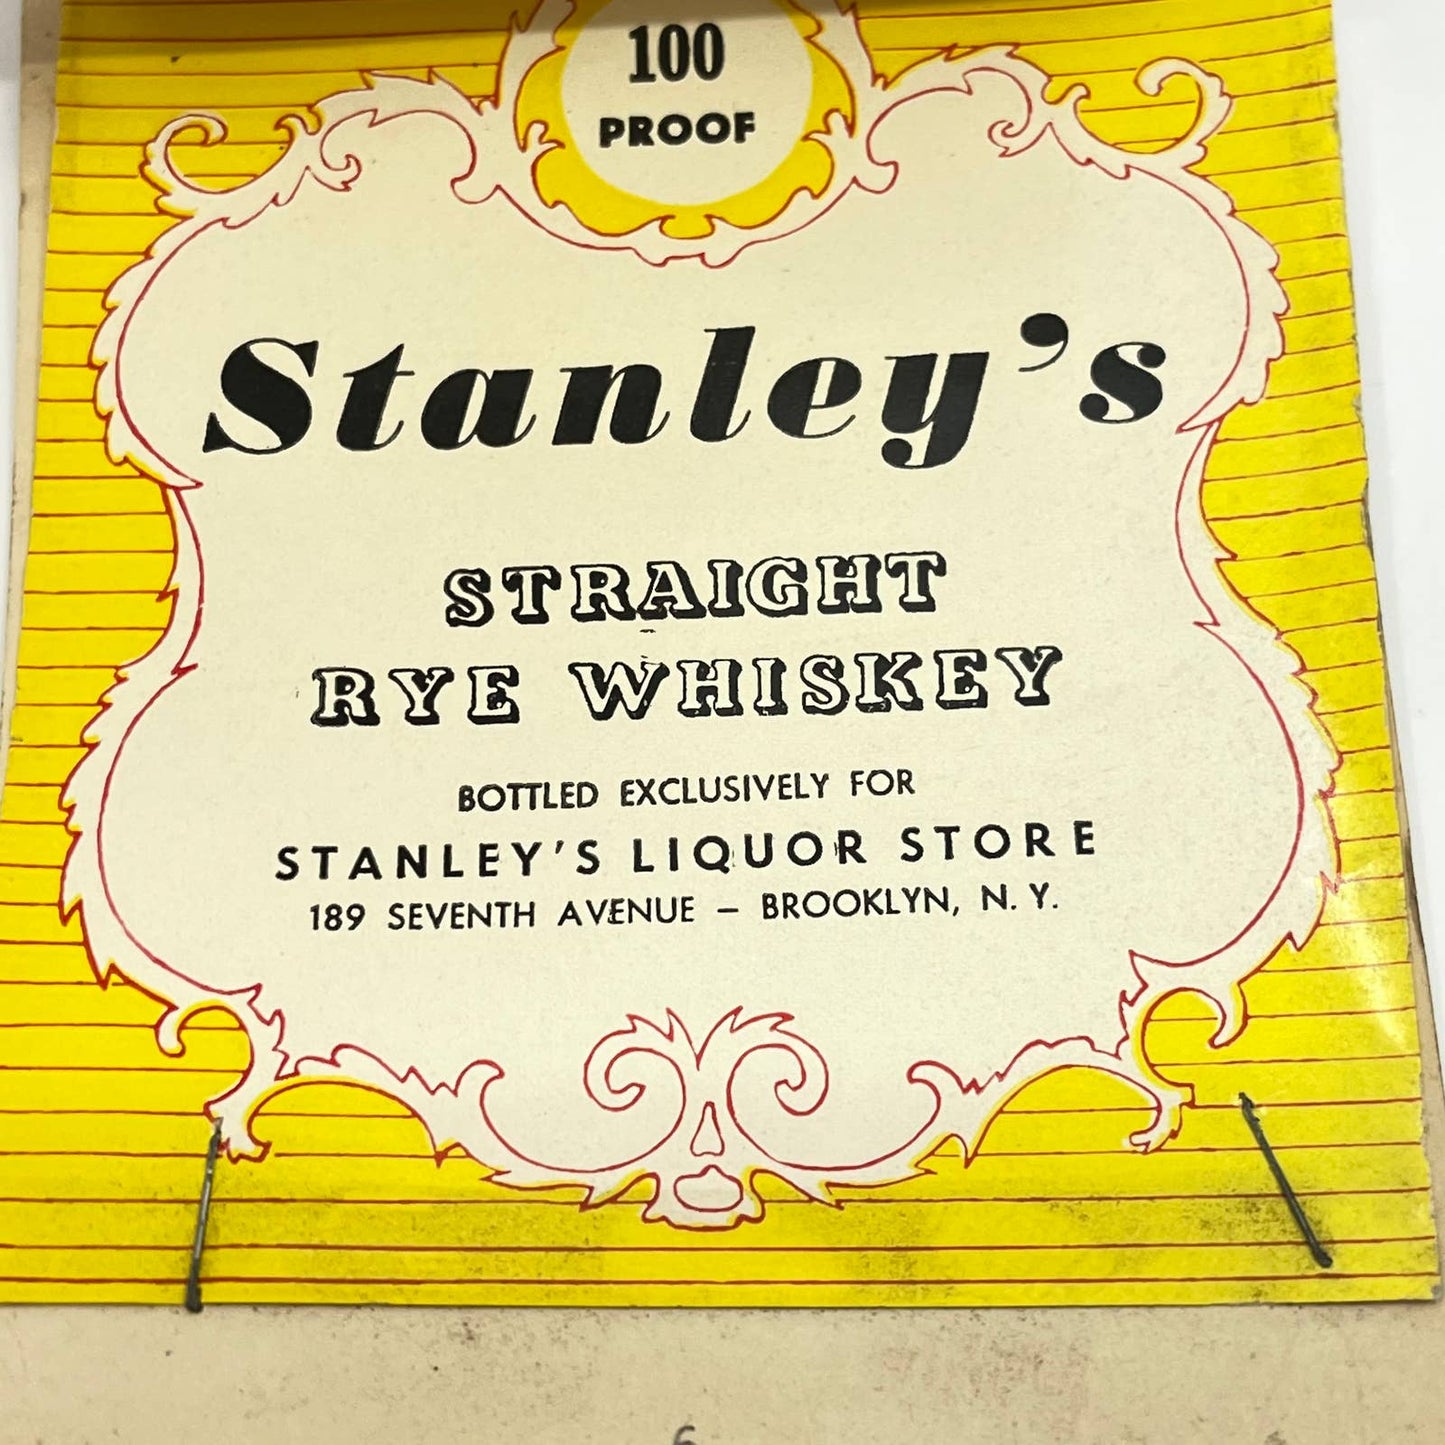 100
PROOF
Stanley's
STRAIGHT
RYE WHISKEY
BOTTLED EXCLUSIVELY FOR
STANLEY'S LIQUOR STORE
189 SEVENTH AVENUE – BROOKLYN, N. Y.